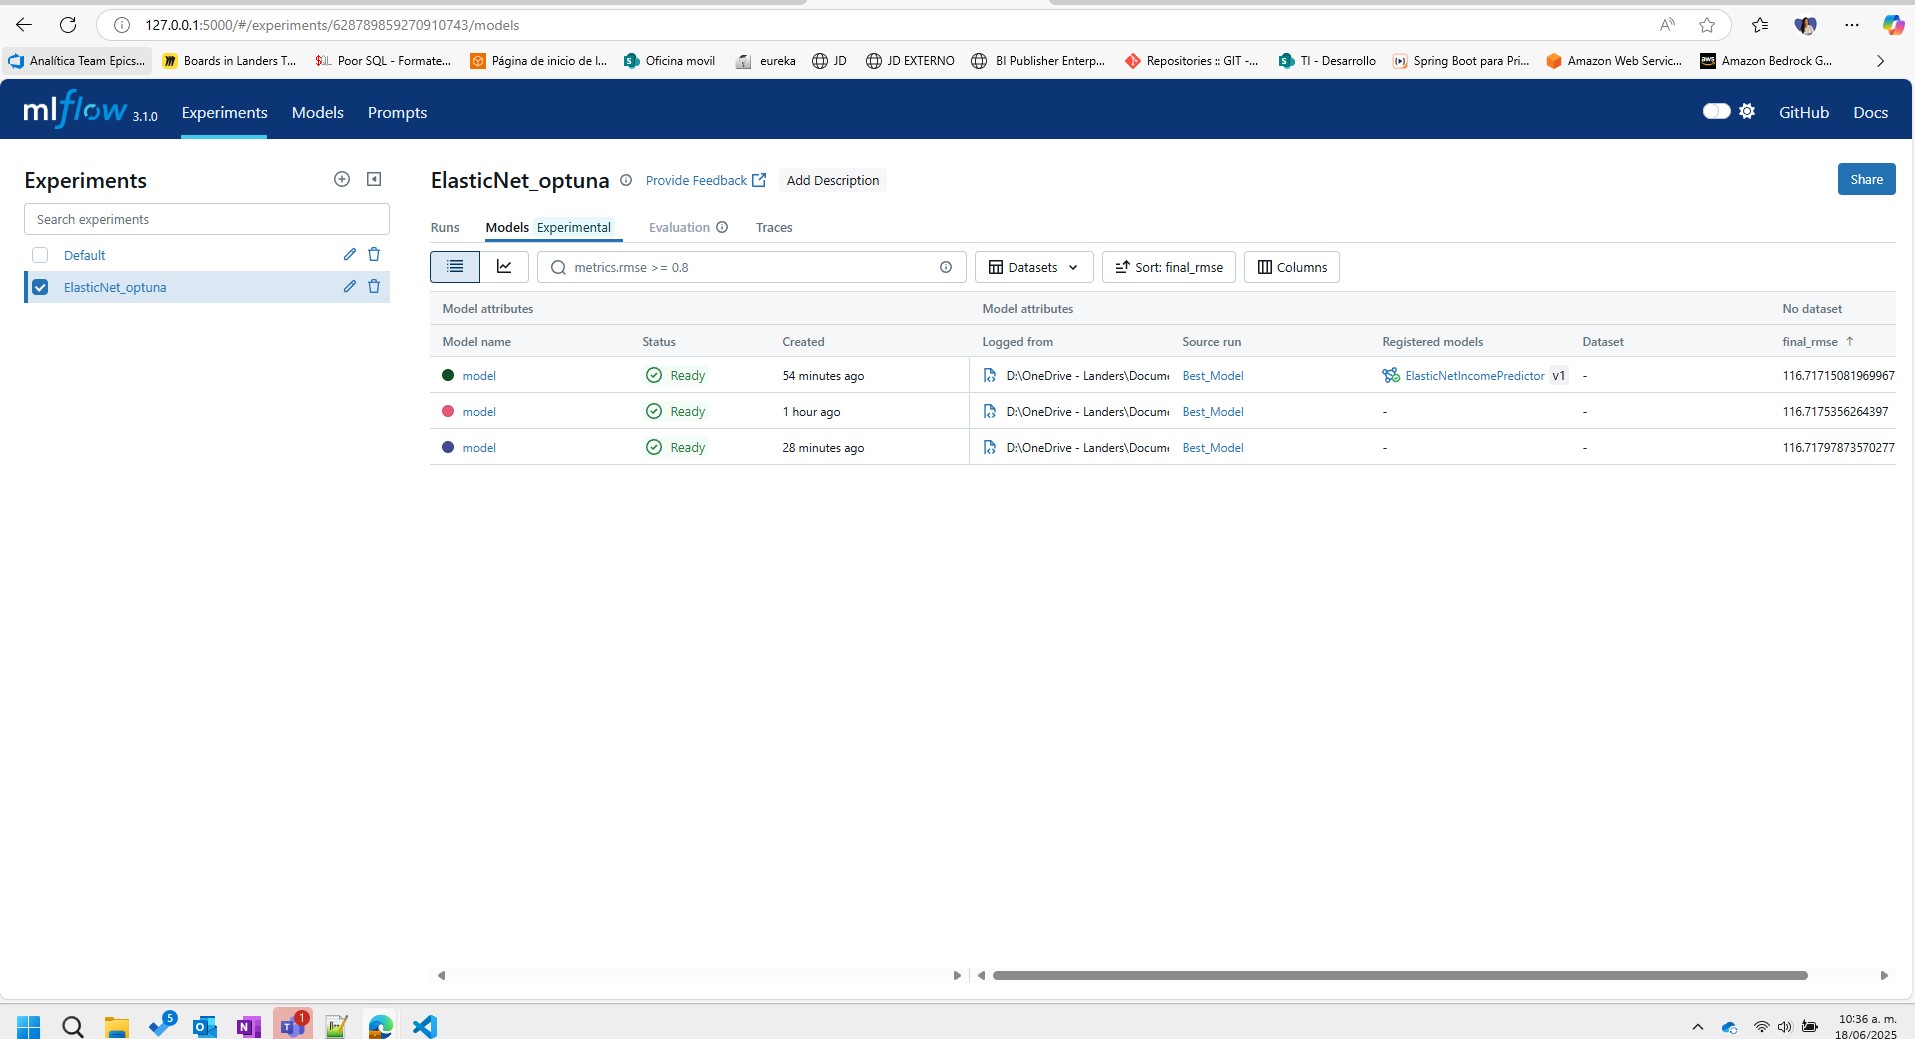 127.0.0.1:5000/#/experiments/628789859270910743/models
Analítica Team Epics... Boards in Landers T... Poor SQL - Formate... Página de inicio de l... Oficina movil eureka JD JD EXTERNO BI Publisher Enterp... Repositories :: GIT -... TI - Desarrollo Spring Boot para Pri... Amazon Web Servic... Amazon Bedrock G...
mlflow 3.1.0 Experiments Models Prompts GitHub Docs
Experiments
Search experiments
Default
ElasticNet_optuna
ElasticNet_optuna Provide Feedback Add Description Share
Runs Models Experimental Evaluation Traces
metrics.rmse >= 0.8 Datasets Sort: final_rmse Columns
Model attributes Model attributes No dataset
Model name Status Created Logged from Source run Registered models Dataset final_rmse
model Ready 54 minutes ago D:\OneDrive - Landers\Docume Best_Model ElasticNetIncomePredictor v1 - 116.71715081969967
model Ready 1 hour ago D:\OneDrive - Landers\Docume Best_Model - - 116.7175356264397
model Ready 28 minutes ago D:\OneDrive - Landers\Docume Best_Model - - 116.71797873570277
5 1
10:36 a. m.
18/06/2025